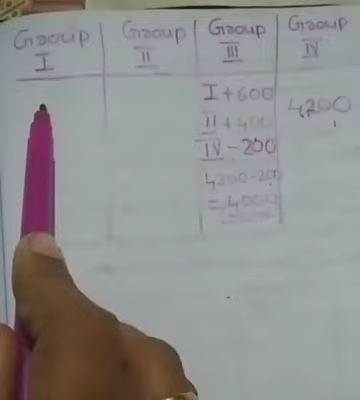 Group Group Group Group
I II III IV
I + 600
II + 400
4200
IV - 200
4200-200
= 4000